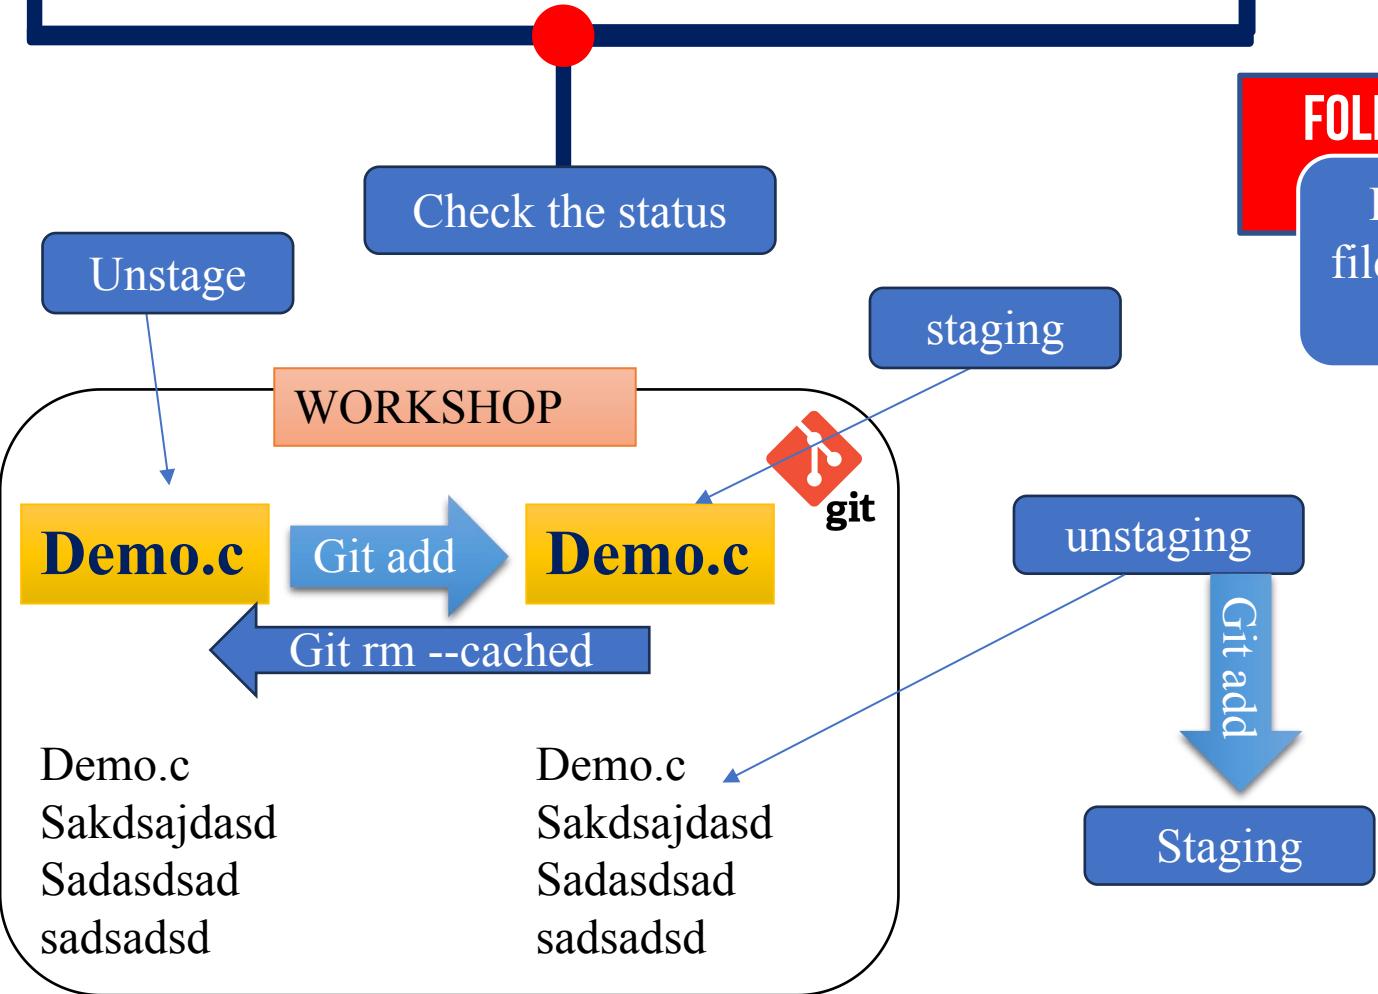 Check the status
Unstage
staging
WORKSHOP
git
Demo.c
Git add
Demo.c
unstaging
Git rm --cached
Git add
Demo.c
Sakdsajdasd
Sadasdsad
sadsadsd
Demo.c
Sakdsajdasd
Sadasdsad
sadsadsd
Staging